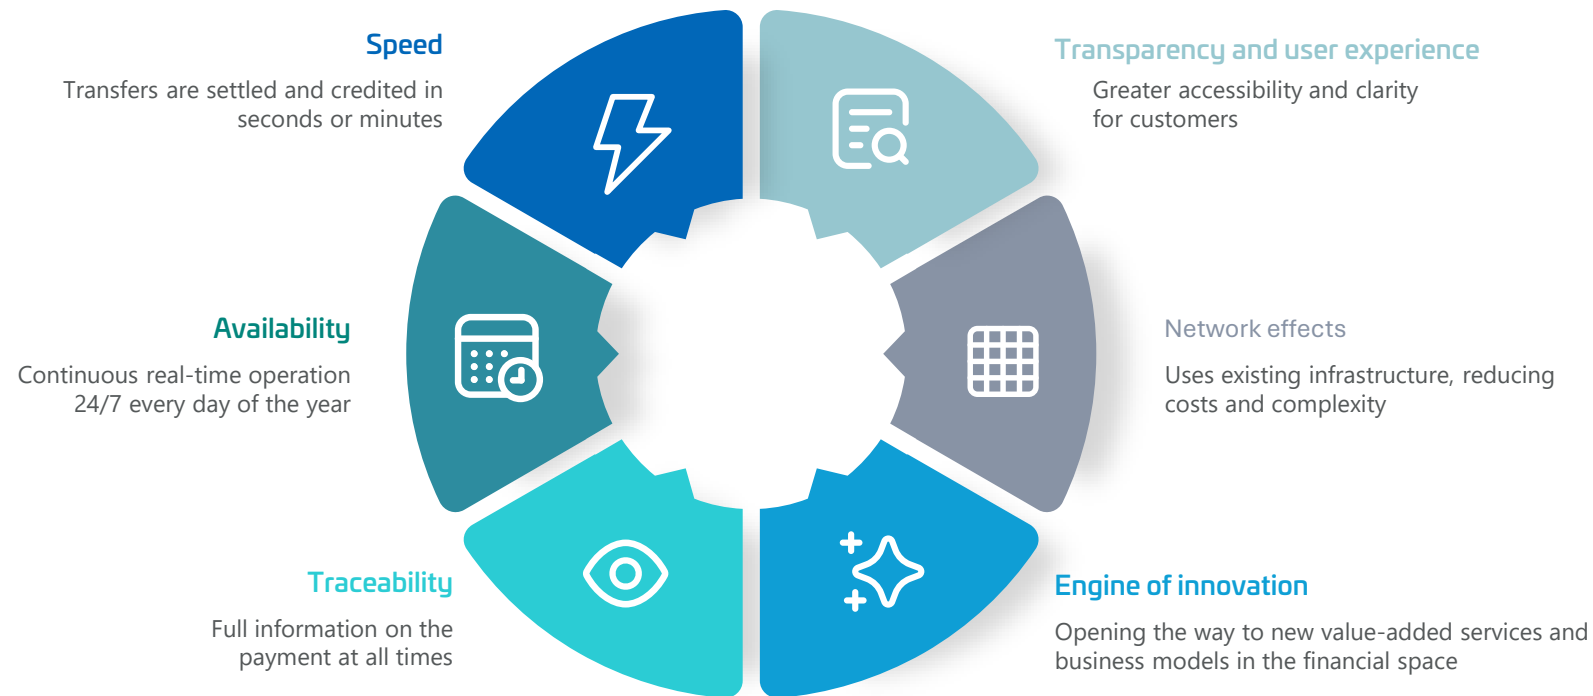 Speed
Transfers are settled and credited in
seconds or minutes
Transparency and user experience
Greater accessibility and clarity
for customers
Availability
Continuous real-time operation
24/7 every day of the year
Network effects
Uses existing infrastructure, reducing
costs and complexity
Traceability
Full information on the
payment at all times
Engine of innovation
Opening the way to new value-added services and
business models in the financial space